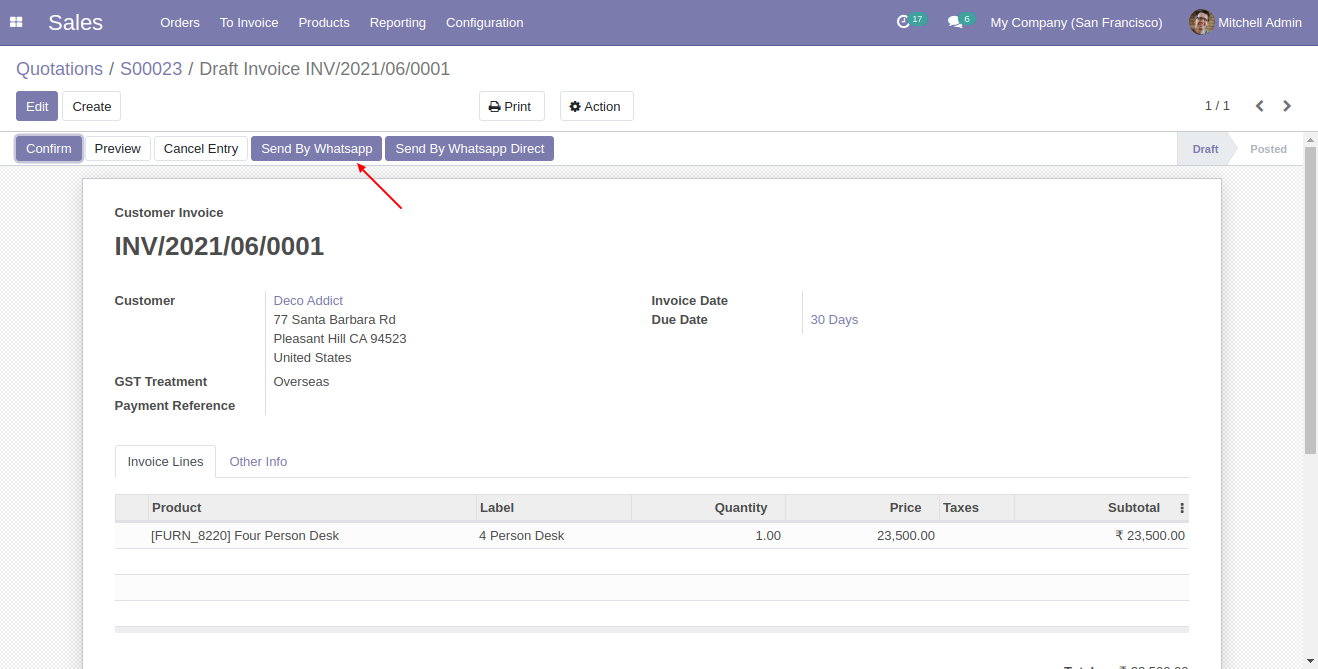 Sales Orders To Invoice Products Reporting Configuration 17 6 My Company (San Francisco) Mitchell Admin
Quotations / S00023 / Draft Invoice INV/2021/06/0001
Edit Create Print Action 1 / 1
Confirm Preview Cancel Entry Send By Whatsapp Send By Whatsapp Direct Draft Posted
Customer Invoice
INV/2021/06/0001
Customer Deco Addict Invoice Date
77 Santa Barbara Rd Due Date 30 Days
Pleasant Hill CA 94523
United States
GST Treatment Overseas
Payment Reference
Invoice Lines Other Info
Product Label Quantity Price Taxes Subtotal
[FURN_8220] Four Person Desk 4 Person Desk 1.00 23,500.00 ₹ 23,500.00